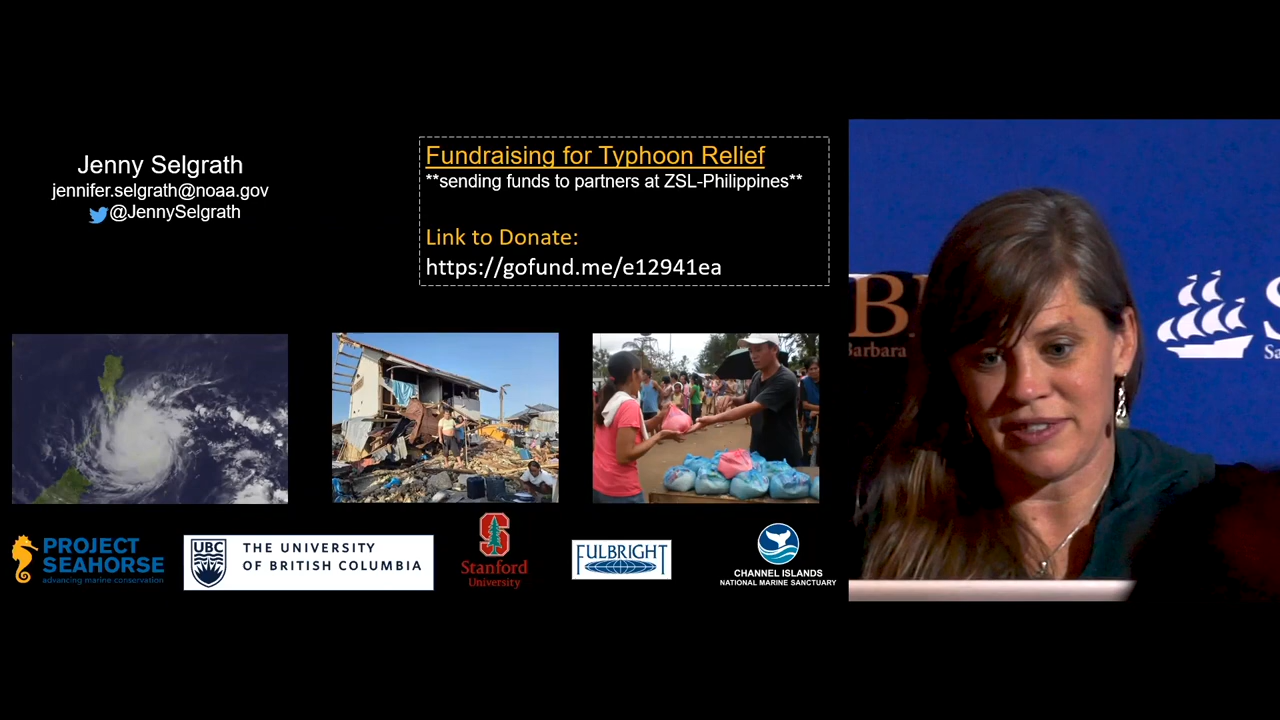 Jenny Selgrath
jennifer.selgrath@noaa.gov
@JennySelgrath
Fundraising for Typhoon Relief
**sending funds to partners at ZSL-Philippines**
Link to Donate:
https://gofund.me/e12941ea
PROJECT
SEAHORSE
advancing marine conservation
UBC
THE UNIVERSITY
OF BRITISH COLUMBIA
S
Stanford
University
FULBRIGHT
CHANNEL ISLANDS
NATIONAL MARINE SANCTUARY
B
Barbara
S
Sa